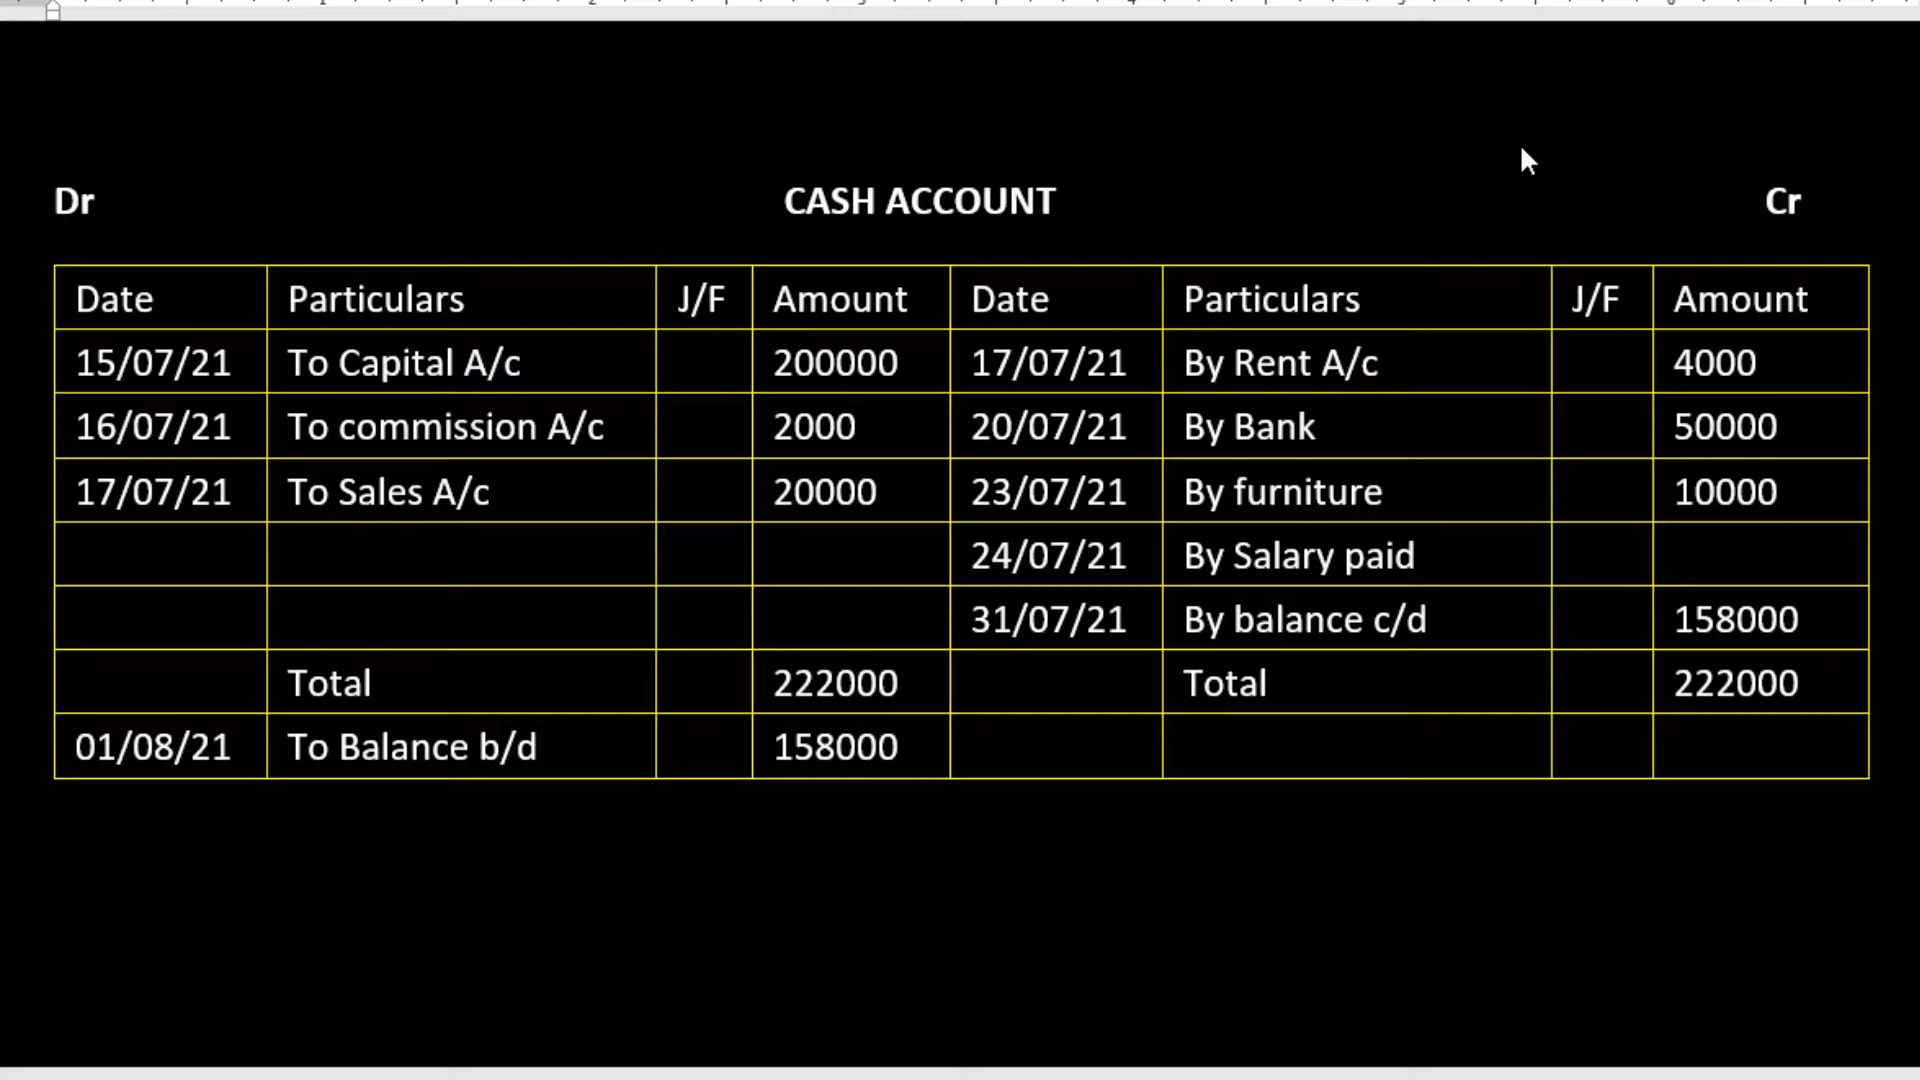 Dr CASH ACCOUNT Cr
Date Particulars J/F Amount Date Particulars J/F Amount
15/07/21 To Capital A/c 200000 17/07/21 By Rent A/c 4000
16/07/21 To commission A/c 2000 20/07/21 By Bank 50000
17/07/21 To Sales A/c 20000 23/07/21 By furniture 10000
24/07/21 By Salary paid
31/07/21 By balance c/d 158000
Total 222000 Total 222000
01/08/21 To Balance b/d 158000